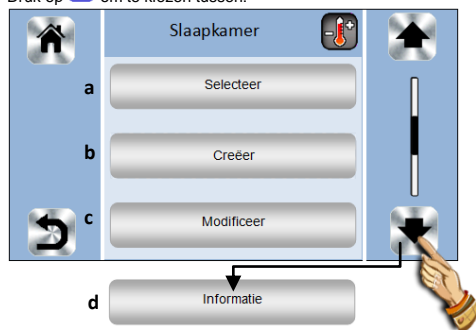 Druk op om te kiezen tussen:
Slaapkamer
a
Selecteer
b
Creëer
c
Modificeer
d
Informatie